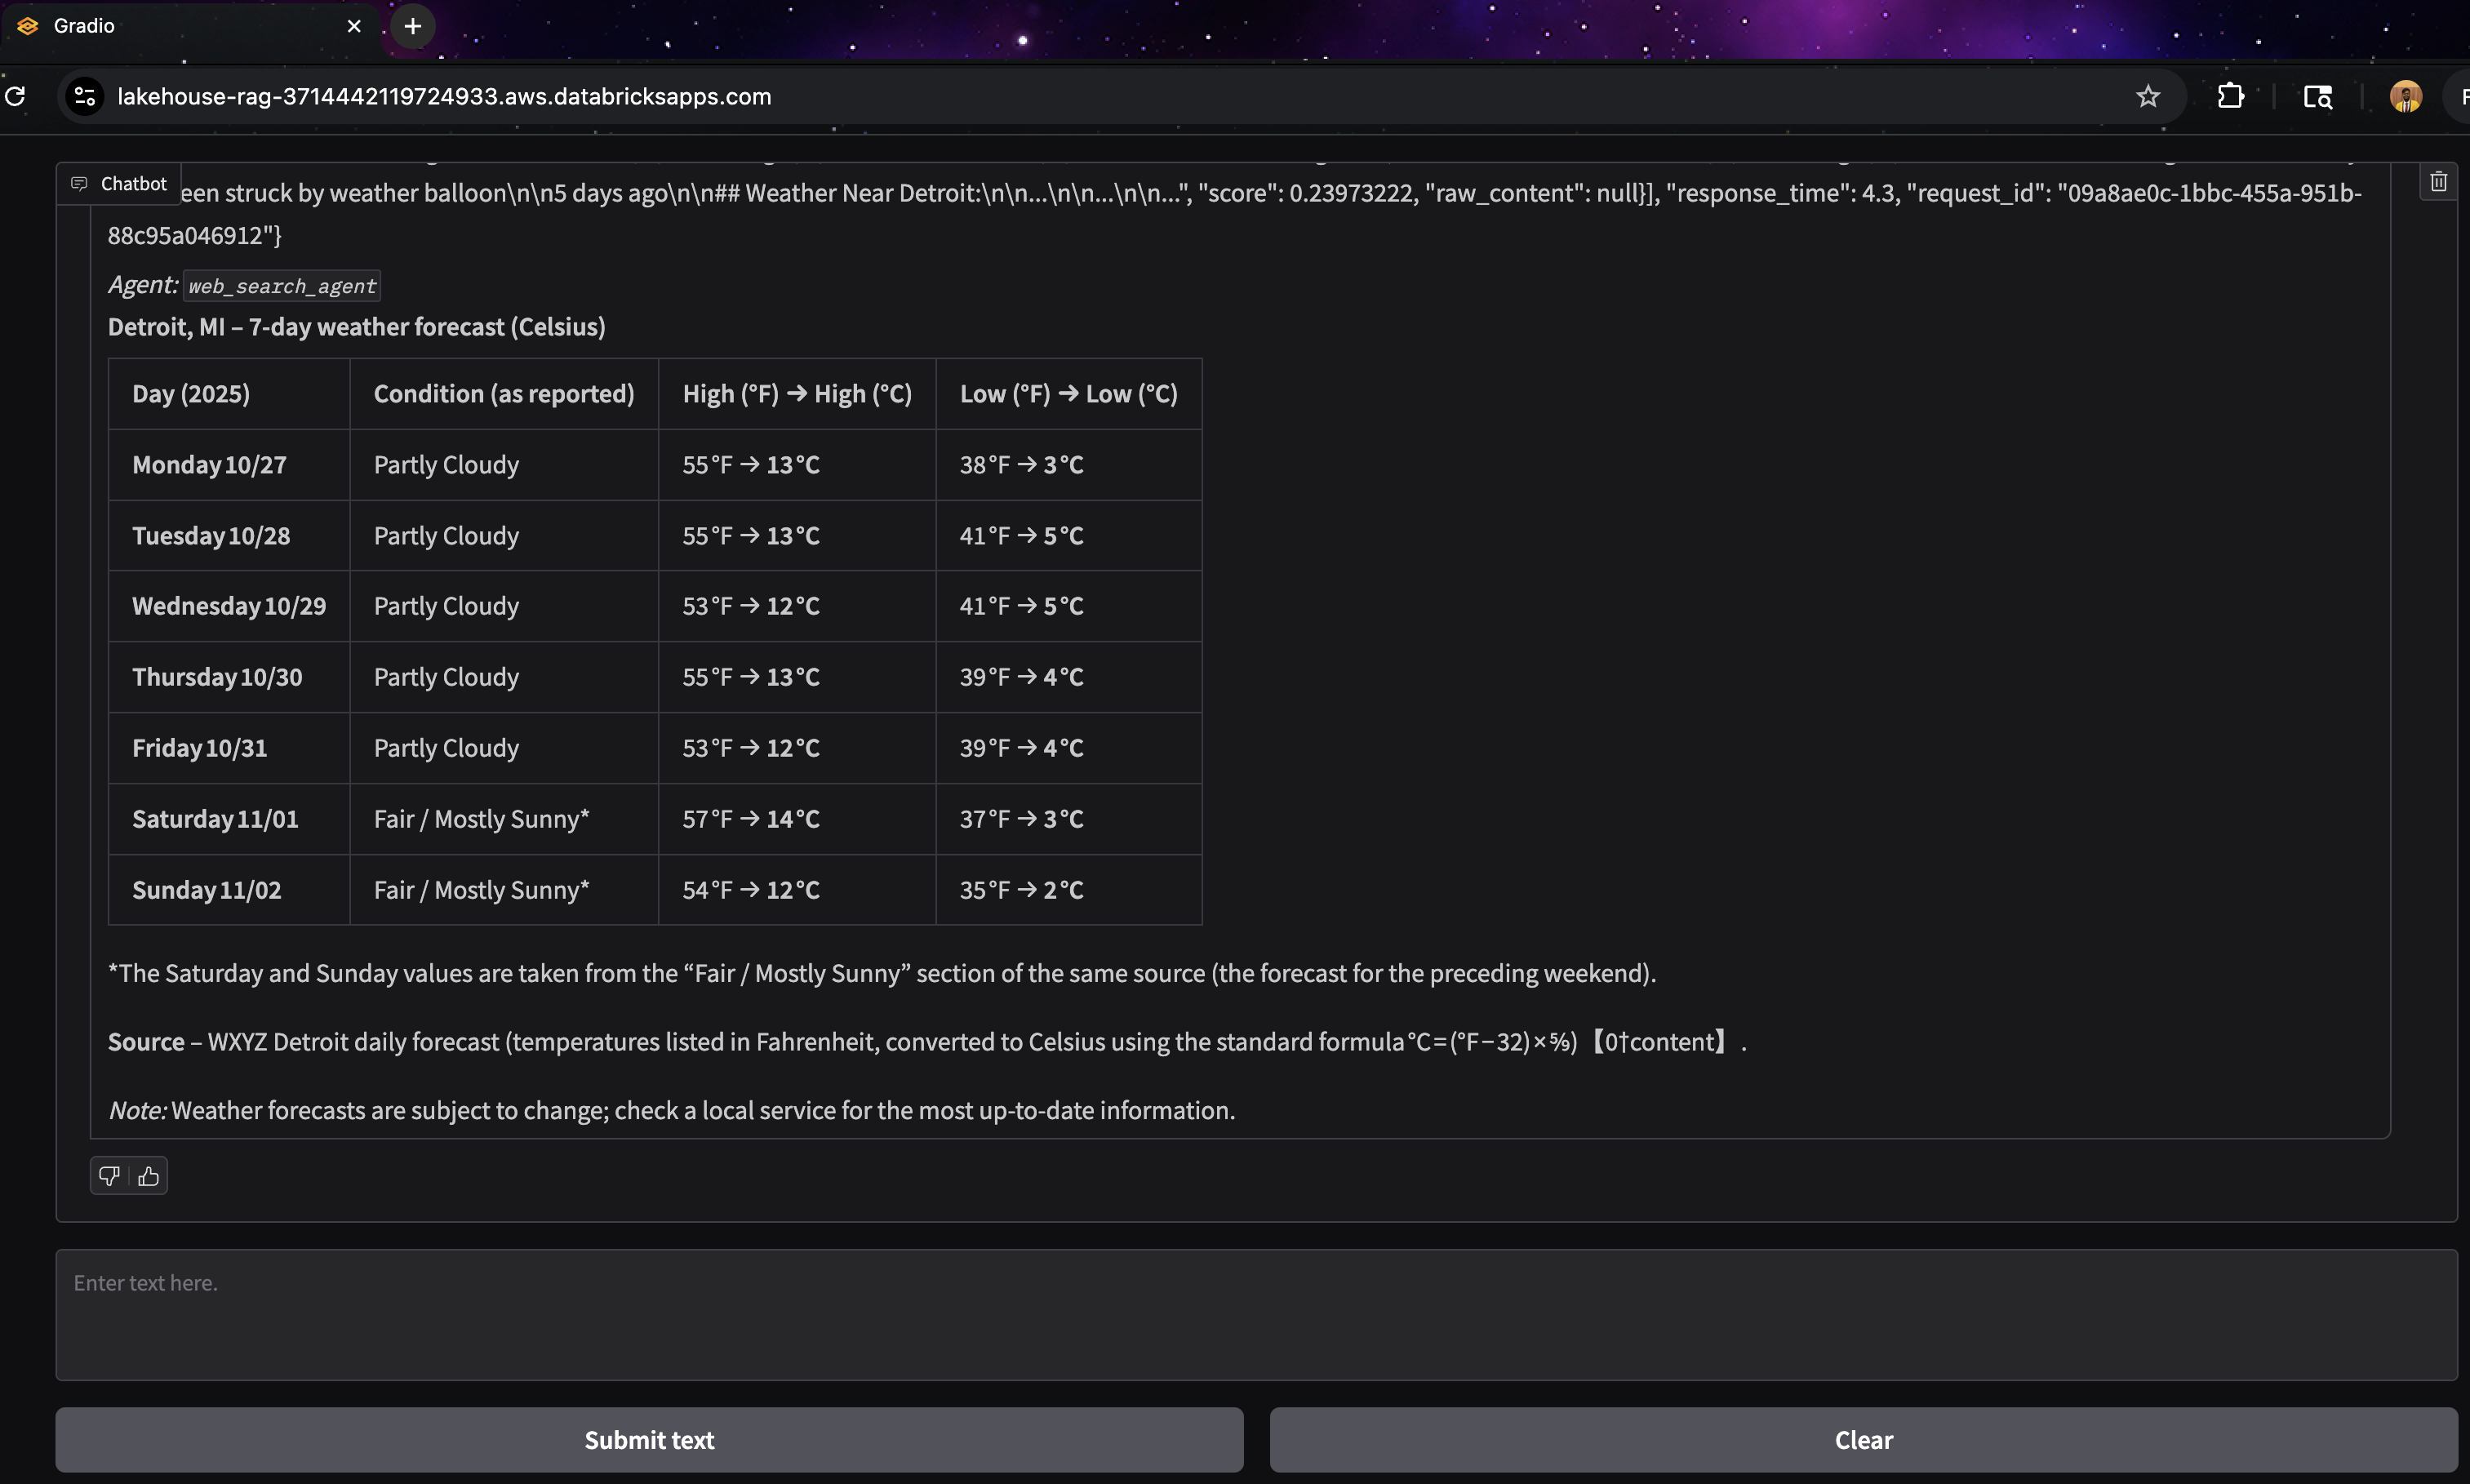 Gradio
lakehouse-rag-3714442119724933.aws.databricksapps.com
Chatbot
een struck by weather balloon\n\n5 days ago\n\n## Weather Near Detroit:\n\n...\n\n...\n\n...", "score": 0.23973222, "raw_content": null}], "response_time": 4.3, "request_id": "09a8ae0c-1bbc-455a-951b-
88c95a046912"}
Agent: web_search_agent
Detroit, MI – 7-day weather forecast (Celsius)
Day (2025) Condition (as reported) High (°F) → High (°C) Low (°F) → Low (°C)
Monday 10/27 Partly Cloudy 55 °F → 13 °C 38 °F → 3 °C
Tuesday 10/28 Partly Cloudy 55 °F → 13 °C 41 °F → 5 °C
Wednesday 10/29 Partly Cloudy 53 °F → 12 °C 41 °F → 5 °C
Thursday 10/30 Partly Cloudy 55 °F → 13 °C 39 °F → 4 °C
Friday 10/31 Partly Cloudy 53 °F → 12 °C 39 °F → 4 °C
Saturday 11/01 Fair / Mostly Sunny* 57 °F → 14 °C 37 °F → 3 °C
Sunday 11/02 Fair / Mostly Sunny* 54 °F → 12 °C 35 °F → 2 °C
*The Saturday and Sunday values are taken from the “Fair / Mostly Sunny” section of the same source (the forecast for the preceding weekend).
Source – WXYZ Detroit daily forecast (temperatures listed in Fahrenheit, converted to Celsius using the standard formula °C = (°F − 32) × 5⁄9)【0†content】.
Note: Weather forecasts are subject to change; check a local service for the most up-to-date information.
Enter text here.
Submit text
Clear